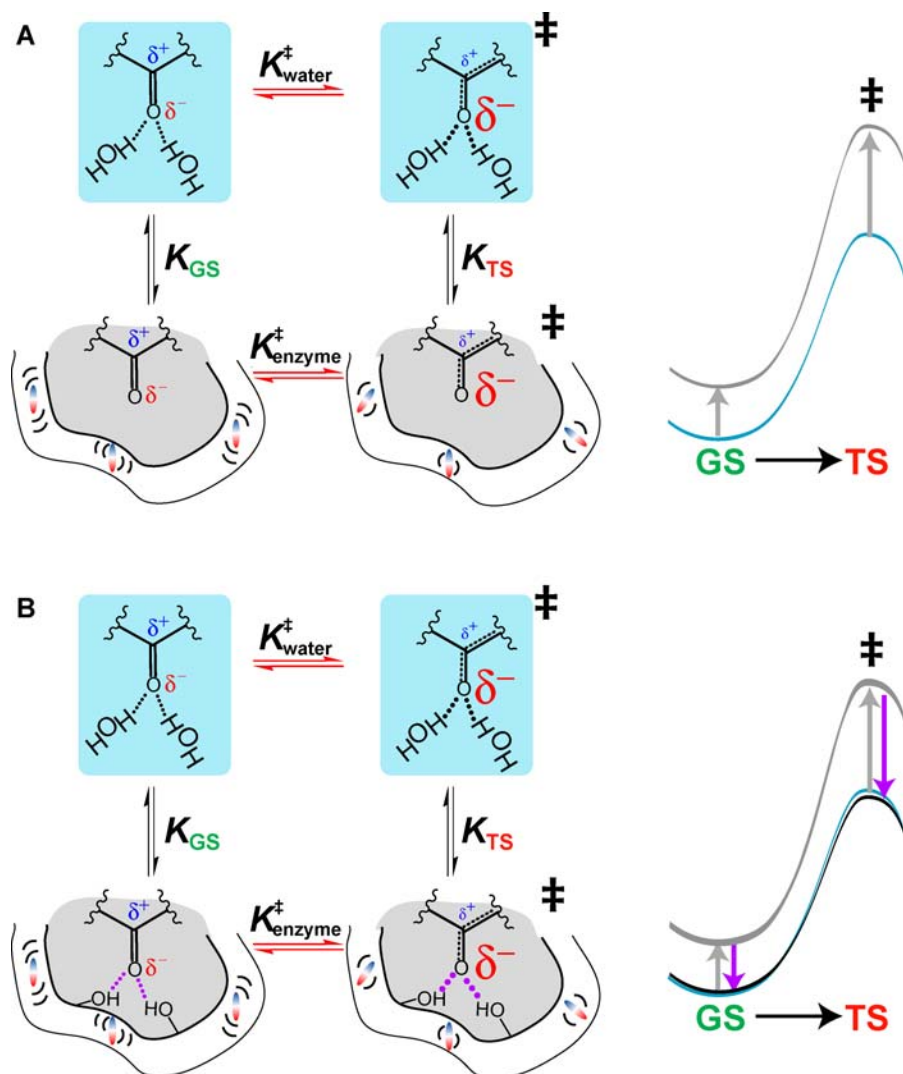 A
δ+
K‡water
δ+
‡
O δ−
O δ−
HOH
HOH
HOH
HOH
‡
KGS
KTS
δ+
K‡enzyme
δ+
‡
O δ−
O δ−
GS
TS
B
δ+
K‡water
δ+
‡
O δ−
O δ−
HOH
HOH
HOH
HOH
‡
KGS
KTS
δ+
K‡enzyme
δ+
‡
O δ−
O δ−
OH
HO
OH
HO
GS
TS